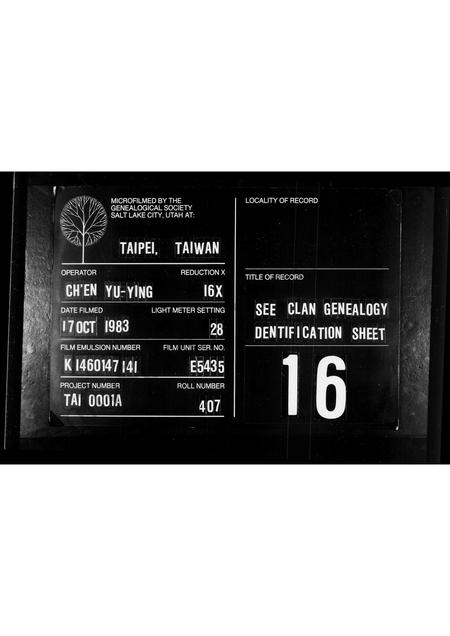 MICROFILMED BY THE
GENEALOGICAL SOCIETY
SALT LAKE CITY, UTAH AT:
TAIPEI, TAIWAN
OPERATOR REDUCTION X
CH'EN YU-YING 16X
DATE FILMED LIGHT METER SETTING
17 OCT 1983 28
FILM EMULSION NUMBER FILM UNIT SER. NO.
K 1460147 141 E5435
PROJECT NUMBER ROLL NUMBER
TAI 0001A 407
LOCALITY OF RECORD
TITLE OF RECORD
SEE CLAN GENEALOGY
DENTIFICATION SHEET
16